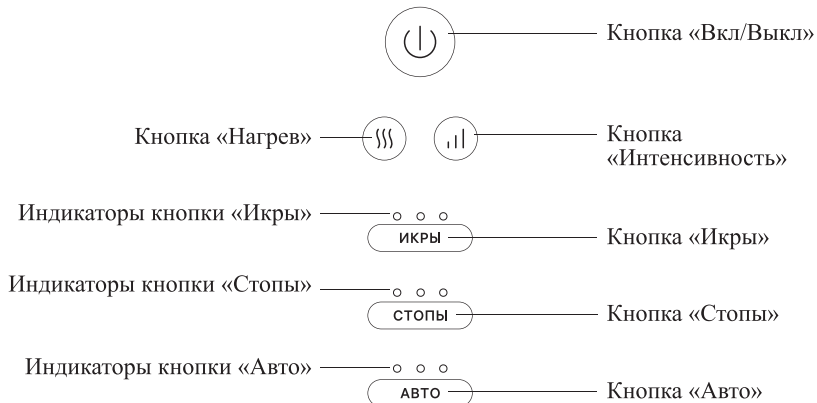 Кнопка «Вкл/Выкл»
Кнопка «Нагрев»
Кнопка
«Интенсивность»
Индикаторы кнопки «Икры»
ИКРЫ
Кнопка «Икры»
Индикаторы кнопки «Стопы»
СТОПЫ
Кнопка «Стопы»
Индикаторы кнопки «Авто»
АВТО
Кнопка «Авто»